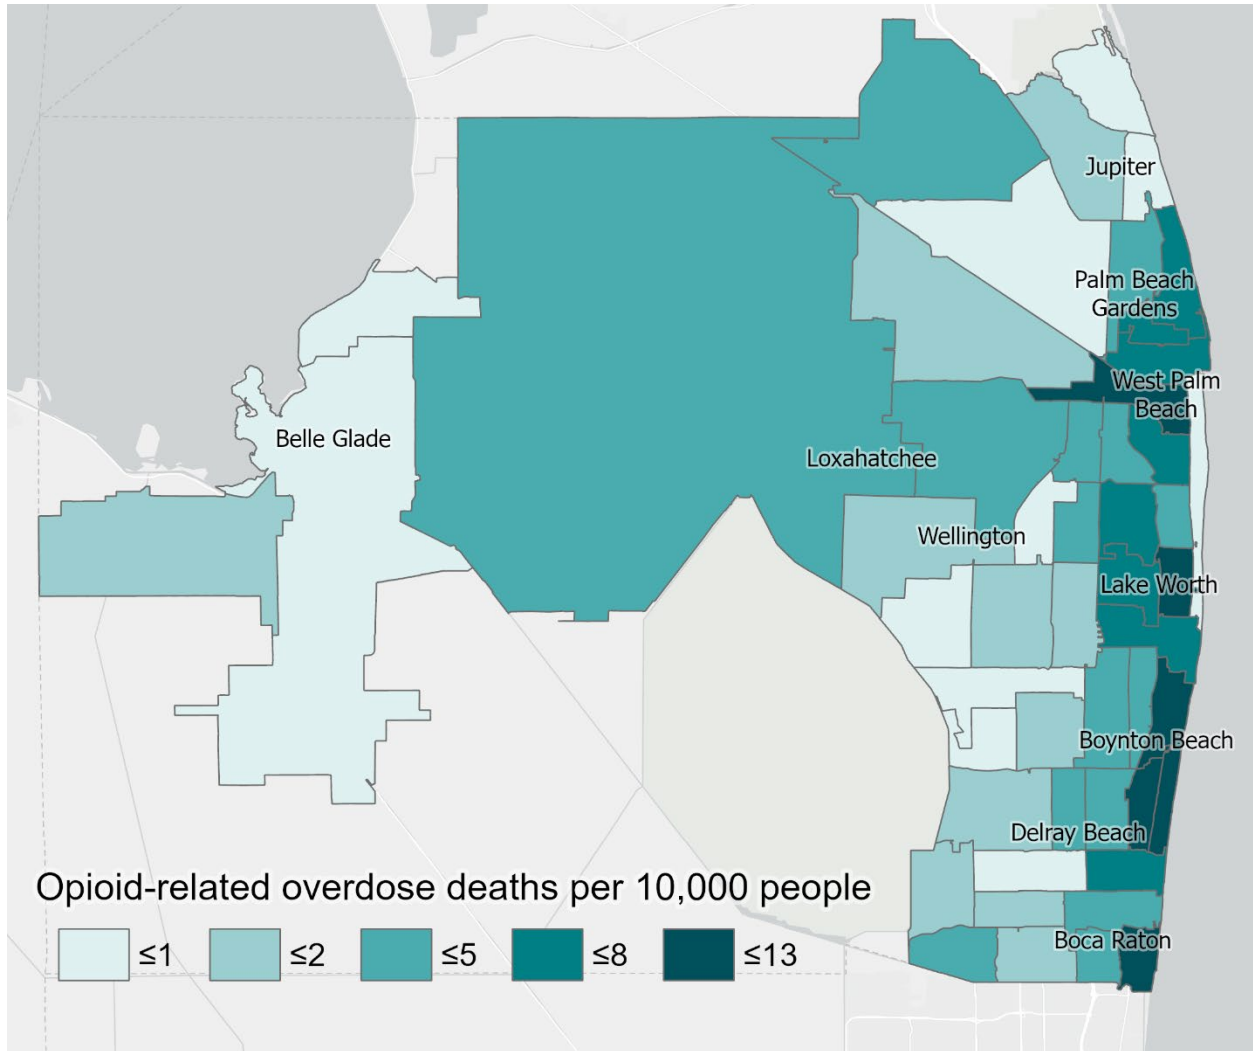 Jupiter
Palm Beach
Gardens
West Palm
Beach
Belle Glade
Loxahatchee
Wellington
Lake Worth
Boynton Beach
Delray Beach
Opioid-related overdose deaths per 10,000 people
Boca Raton
≤1
≤2
≤5
≤8
≤13